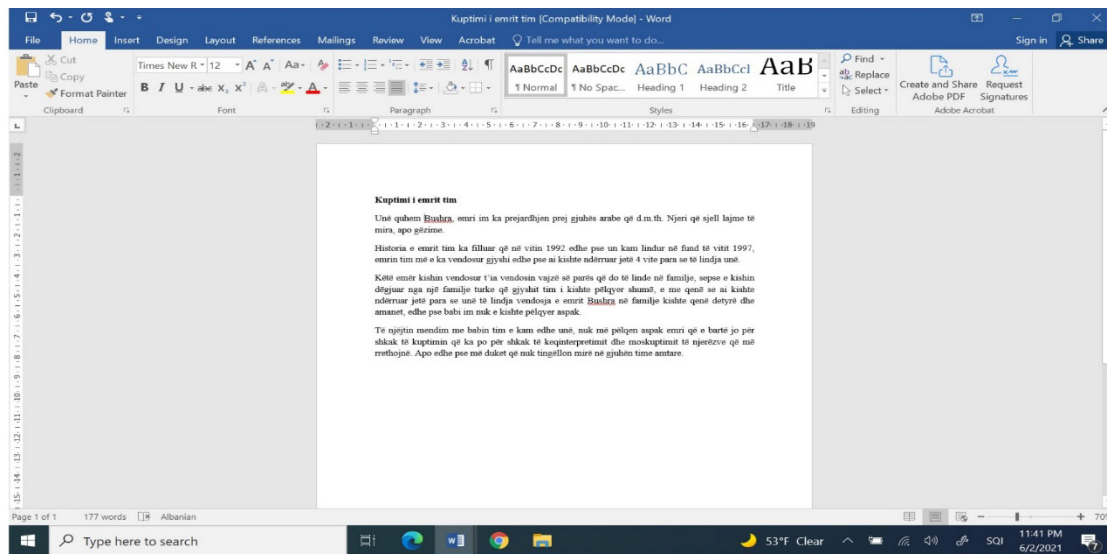 Kuptimi i emrit tim [Compatibility Mode] - Word
File Home Insert Design Layout References Mailings Review View Acrobat Tell me what you want to do... Sign in Share
Paste Cut Copy Format Painter
Times New R 12
AaBbCcDc AaBbCcDc AaBbC AaBbCcI AaB
¶ Normal ¶ No Spac... Heading 1 Heading 2 Title
Find Replace Select
Create and Share Adobe PDF Request Signatures
Clipboard Font Paragraph Styles Editing Adobe Acrobat
Kuptimi i emrit tim
Unë quhem Bushra, emri im ka prejardhjen prej gjuhës arabe që d.m.th. Njeri që sjell lajme të
mira, apo gëzime.
Historia e emrit tim ka filluar që në vitin 1992 edhe pse un kam lindur në fund të vitit 1997,
emrin tim më e ka vendosur gjyshi edhe pse ai kishte ndërruar jetë 4 vite para se të lindja unë.
Këtë emër kishin vendosur t'ia vendosin vajzë së parës që do të linde në familje, sepse e kishin
dëgjuar nga një familje turke që gjyshit tim i kishte pëlqyer shumë, e me qenë se ai kishte
ndërruar jetë para se unë të lindja vendosja e emrit Bushra në familje kishte qenë detyrë dhe
amanet, edhe pse babi im nuk e kishte pëlqyer aspak.
Të njëjtin mendim me babin tim e kam edhe unë, nuk më pëlqen aspak emri që e bartë jo për
shkak të kuptimin që ka po për shkak të keqinterpretimit dhe moskuptimit të njerëzve që më
rrethojnë. Apo edhe pse më duket që nuk tingëllon mirë në gjuhën time amtare.
Page 1 of 1 177 words Albanian 70%
Type here to search 53°F Clear SQI 11:41 PM
6/2/2021